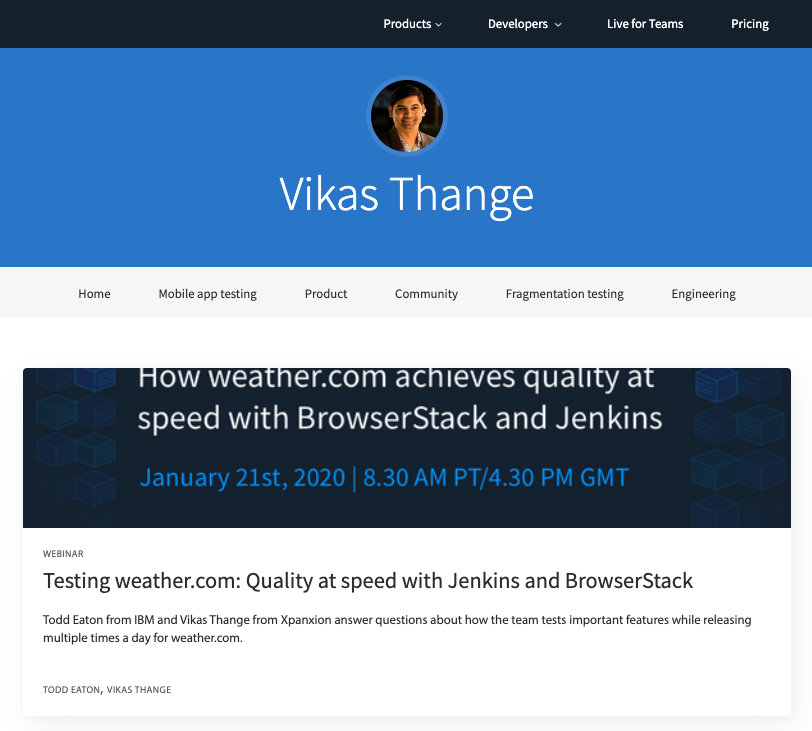 Products Developers Live for Teams Pricing
Vikas Thange
Home Mobile app testing Product Community Fragmentation testing Engineering
How weather.com achieves quality at
speed with BrowserStack and Jenkins
January 21st, 2020 | 8.30 AM PT/4.30 PM GMT
WEBINAR
Testing weather.com: Quality at speed with Jenkins and BrowserStack
Todd Eaton from IBM and Vikas Thange from Xpanxion answer questions about how the team tests important features while releasing
multiple times a day for weather.com.
TODD EATON, VIKAS THANGE